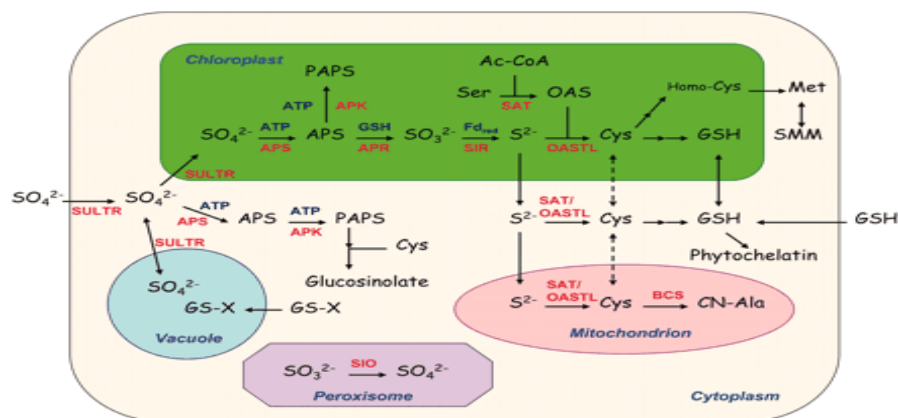 Ac-CoA
Chloroplast
PAPS
Ser SAT OAS
Homo-Cys Met
ATP APK
SO₄²⁻ ATP APS APS GSH APR SO₃²⁻ Fdred SIR S²⁻ OASTL Cys GSH SMM
SULTR
SO₄²⁻ SULTR SO₄²⁻ ATP APS APS ATP APK PAPS S²⁻ SAT/OASTL Cys GSH GSH
SULTR
Cys
Phytochelatin
Glucosinolate
SO₄²⁻
GS-X GS-X
S²⁻ SAT/OASTL Cys BCS CN-Ala
Vacuole
Mitochondrion
SO₃²⁻ SIO SO₄²⁻
Peroxisome
Cytoplasm